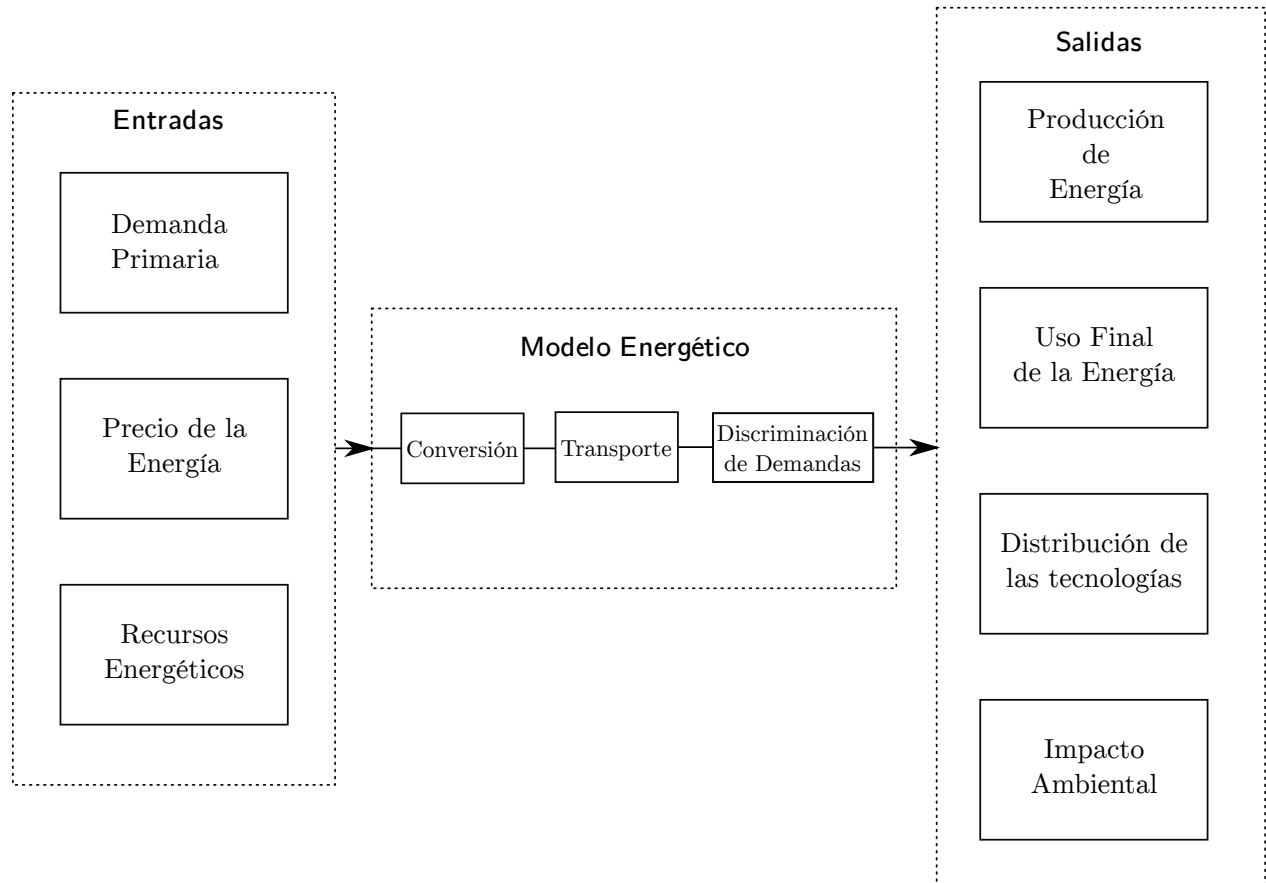 Entradas
Demanda
Primaria
Precio de la
Energía
Recursos
Energéticos
Modelo Energético
Conversión
Transporte
Discriminación
de Demandas
Salidas
Producción
de
Energía
Uso Final
de la Energía
Distribución de
las tecnologías
Impacto
Ambiental